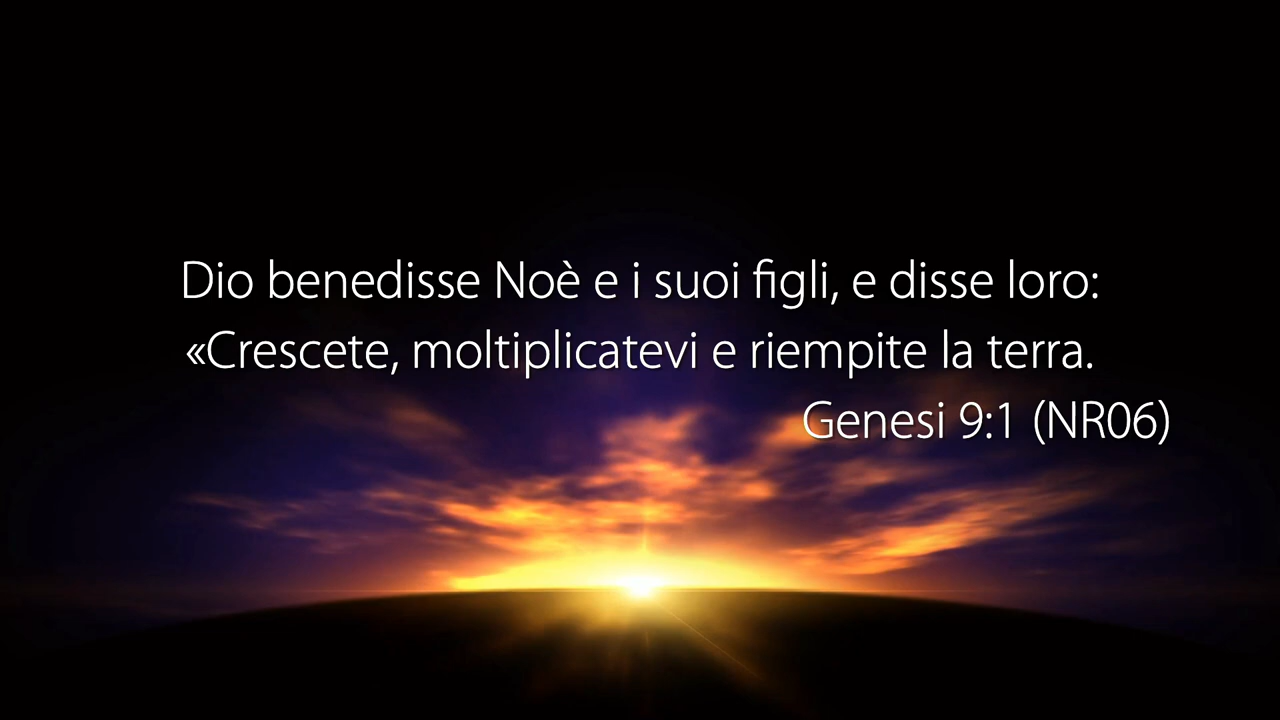 Dio benedisse Noè e i suoi figli, e disse loro:
«Crescete, moltiplicatevi e riempite la terra.
Genesi 9:1 (NR06)